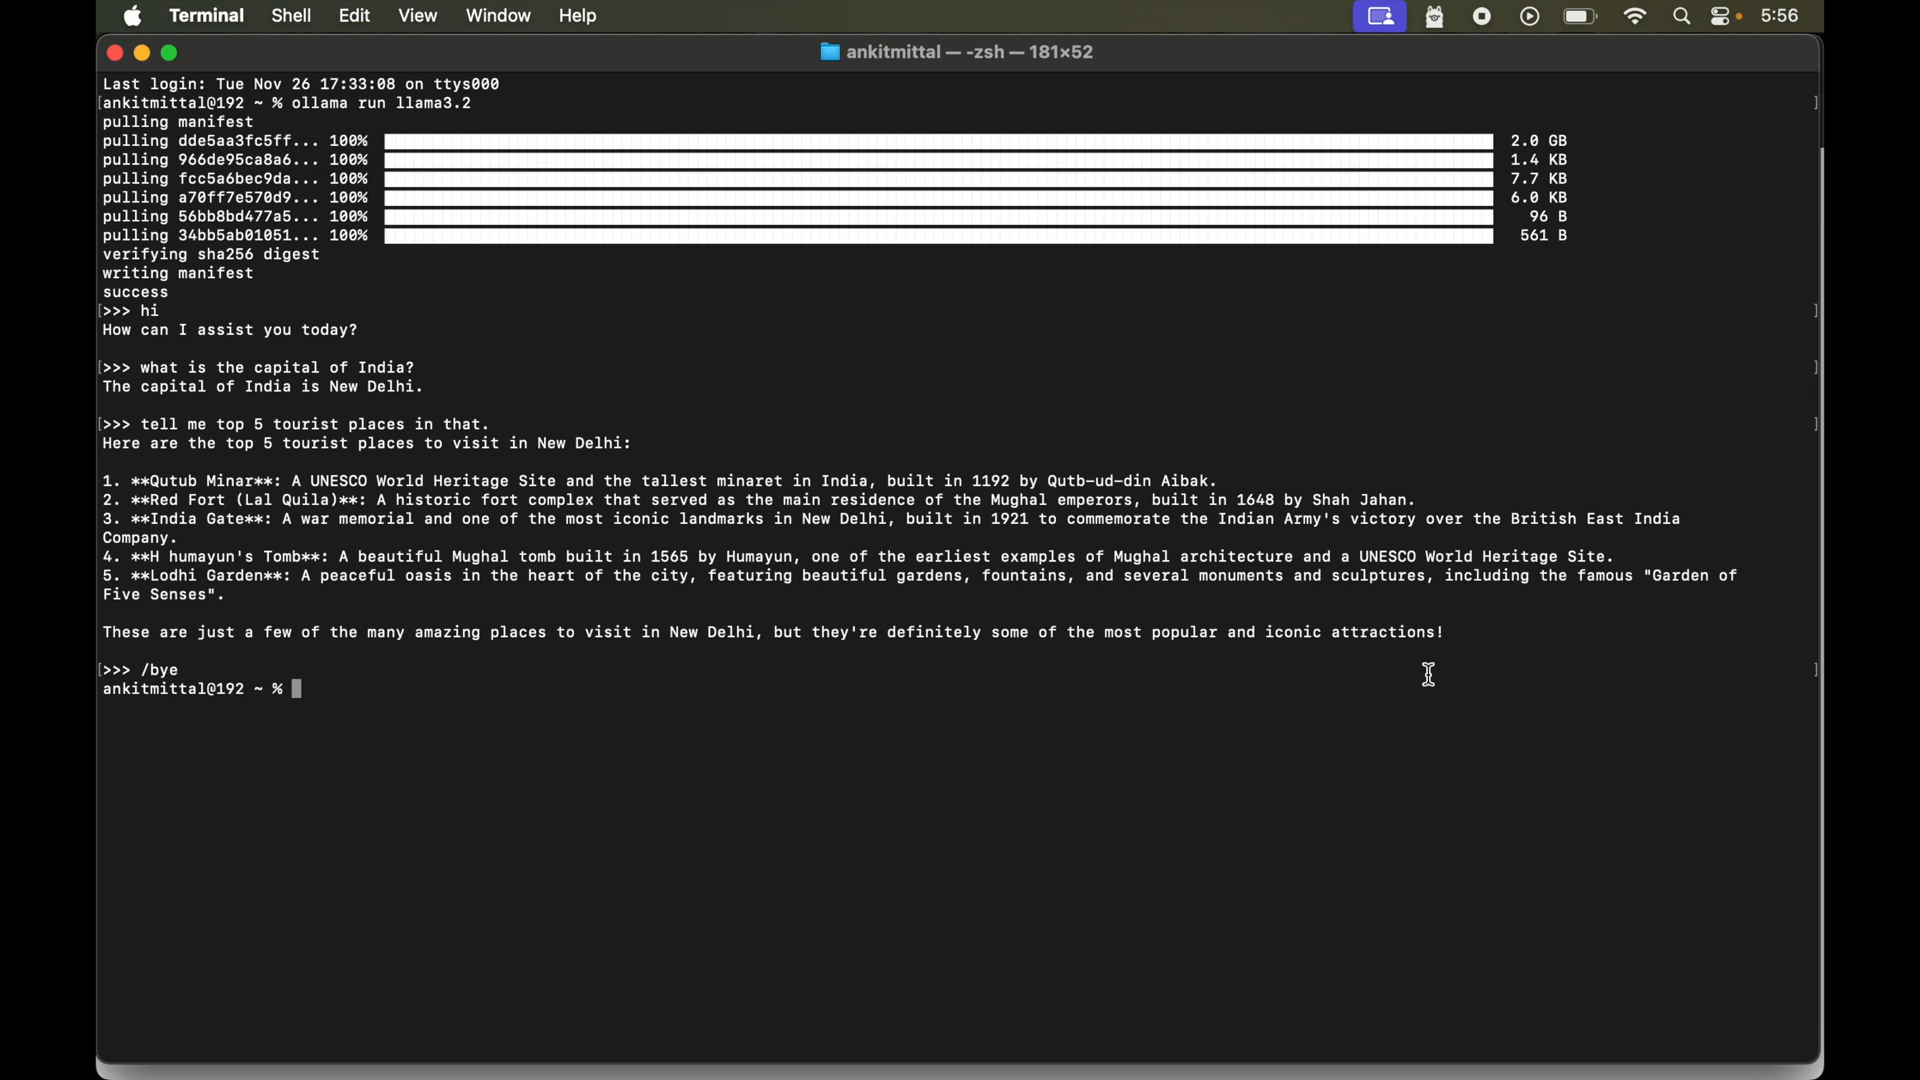 Terminal Shell Edit View Window Help 5:56
ankitmittal — -zsh — 181×52
Last login: Tue Nov 26 17:33:08 on ttys000
[ankitmittal@192 ~ % ollama run llama3.2 ]
pulling manifest
pulling dde5aa3fc5ff... 100% 2.0 GB
pulling 966de95ca8a6... 100% 1.4 KB
pulling fcc5a6bec9da... 100% 7.7 KB
pulling a70ff7e570d9... 100% 6.0 KB
pulling 56bb8bd477a5... 100% 96 B
pulling 34bb5ab01051... 100% 561 B
verifying sha256 digest
writing manifest
success
[>>> hi ]
How can I assist you today?
[>>> what is the capital of India? ]
The capital of India is New Delhi.
[>>> tell me top 5 tourist places in that. ]
Here are the top 5 tourist places to visit in New Delhi:
1. **Qutub Minar**: A UNESCO World Heritage Site and the tallest minaret in India, built in 1192 by Qutb-ud-din Aibak.
2. **Red Fort (Lal Quila)**: A historic fort complex that served as the main residence of the Mughal emperors, built in 1648 by Shah Jahan.
3. **India Gate**: A war memorial and one of the most iconic landmarks in New Delhi, built in 1921 to commemorate the Indian Army's victory over the British East India
Company.
4. **H humayun's Tomb**: A beautiful Mughal tomb built in 1565 by Humayun, one of the earliest examples of Mughal architecture and a UNESCO World Heritage Site.
5. **Lodhi Garden**: A peaceful oasis in the heart of the city, featuring beautiful gardens, fountains, and several monuments and sculptures, including the famous "Garden of
Five Senses".
These are just a few of the many amazing places to visit in New Delhi, but they're definitely some of the most popular and iconic attractions!
[>>> /bye ]
ankitmittal@192 ~ %